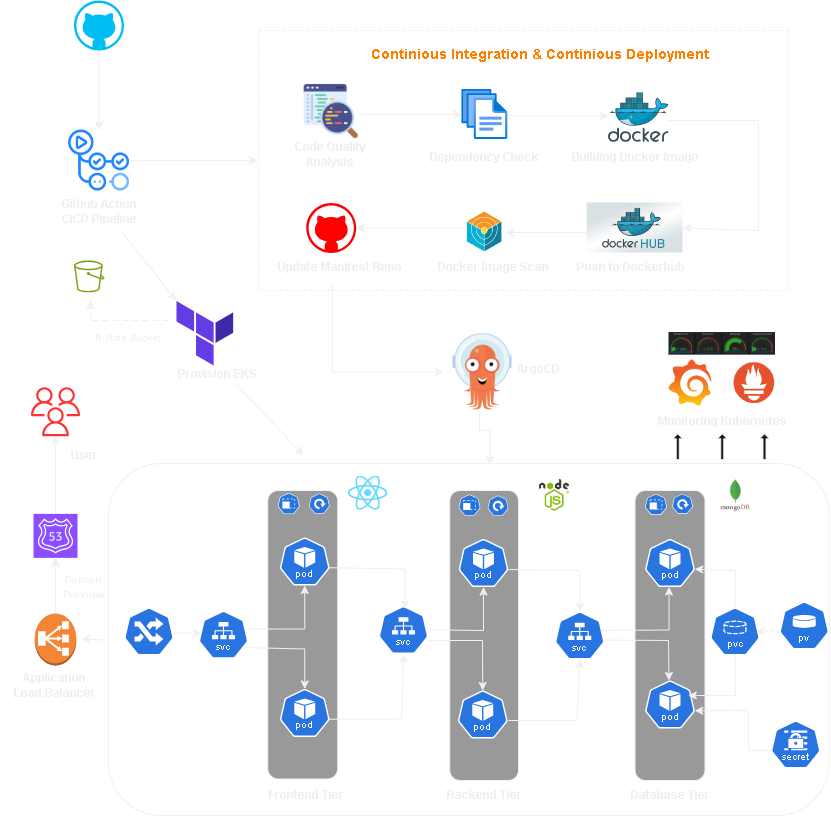 Continious Integration & Continious Deployment
Code Quality
Analysis
Dependency Check
docker
Building Docker Image
Github Action
CICD Pipeline
Update Manifest Repo
Docker Image Scan
docker HUB
Push to Dockerhub
Tf-State Bucket
Provision EKS
ArgoCD
Monitoring Kubernetes
User
node
JS
mongoDB
53
Domain
Provider
Application
Load Balancer
pod
pod
pod
svc
svc
svc
pvc
pv
pod
pod
pod
secret
Frontend Tier
Backend Tier
Database Tier